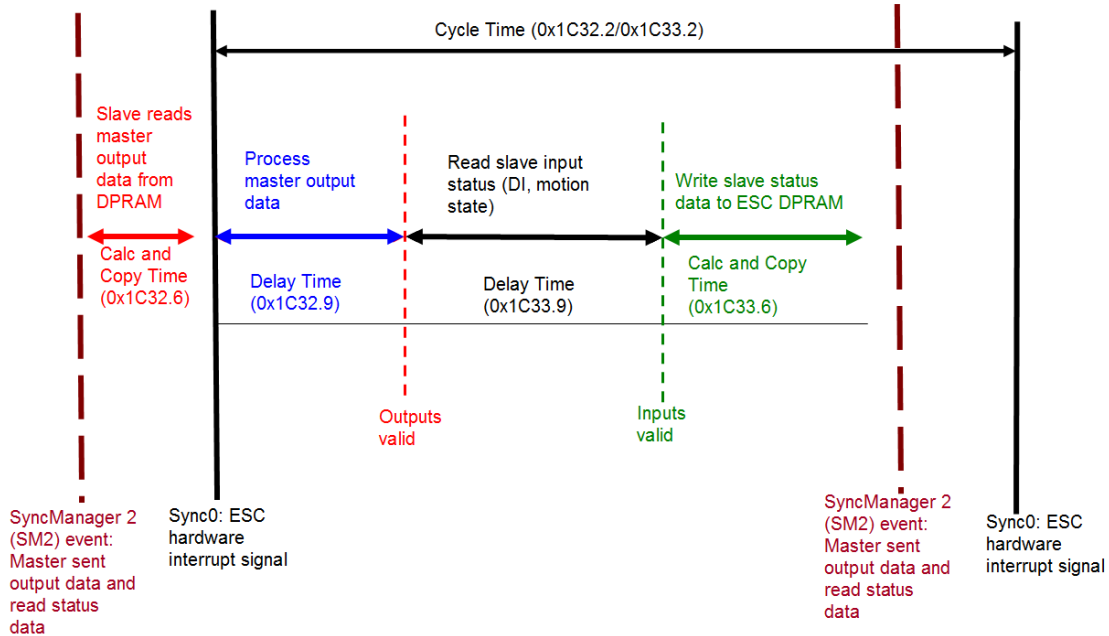 Cycle Time (0x1C32.2/0x1C33.2)
Slave reads
master
output
data from
DPRAM
Process
master output
data
Read slave input
status (DI, motion
state)
Write slave status
data to ESC DPRAM
Calc and
Copy Time
(0x1C32.6)
Delay Time
(0x1C32.9)
Delay Time
(0x1C33.9)
Calc and Copy
Time
(0x1C33.6)
Outputs
valid
Inputs
valid
SyncManager 2
(SM2) event:
Master sent
output data and
read status
data
Sync0: ESC
hardware
interrupt signal
SyncManager 2
(SM2) event:
Master sent
output data and
read status
data
Sync0: ESC
hardware
interrupt signal